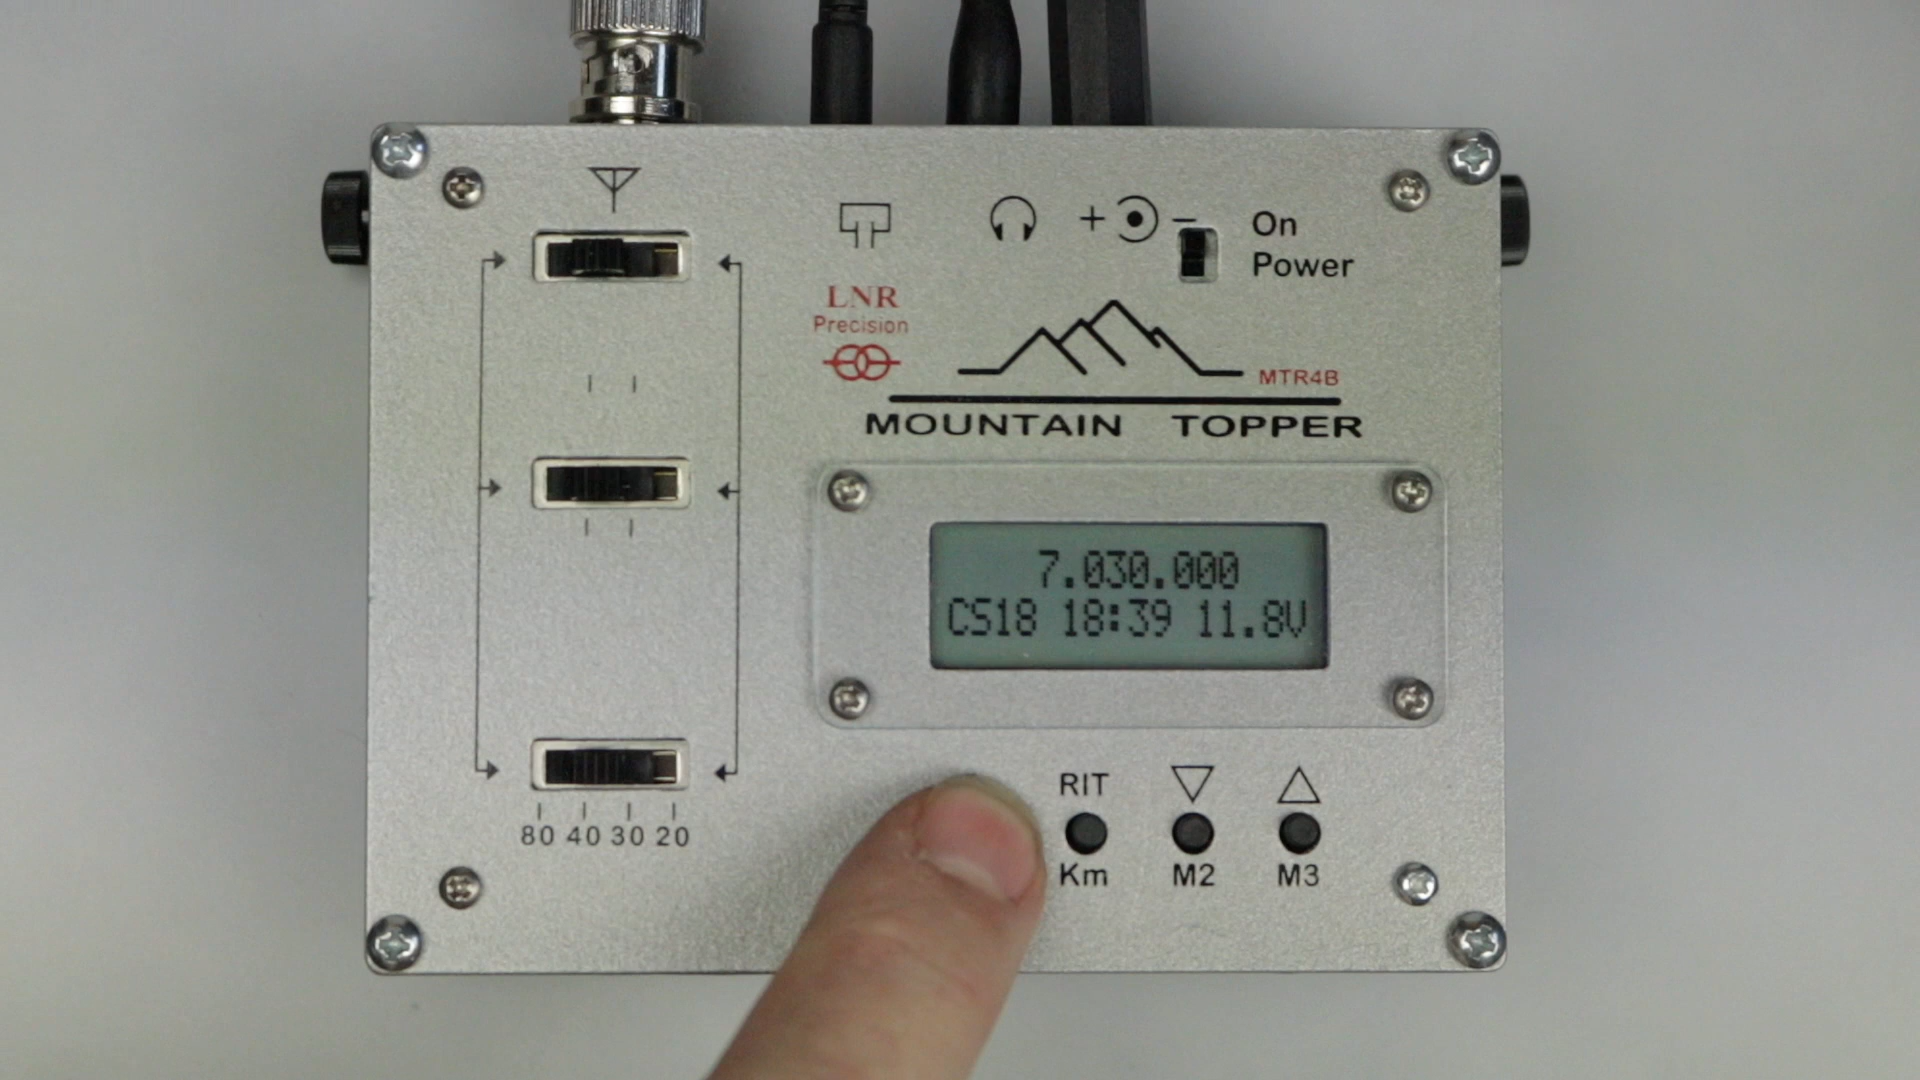 On
Power
LNR
Precision
MTR4B
MOUNTAIN TOPPER
7.030.000
CS18 18:39 11.8V
RIT
Km M2 M3
80 40 30 20